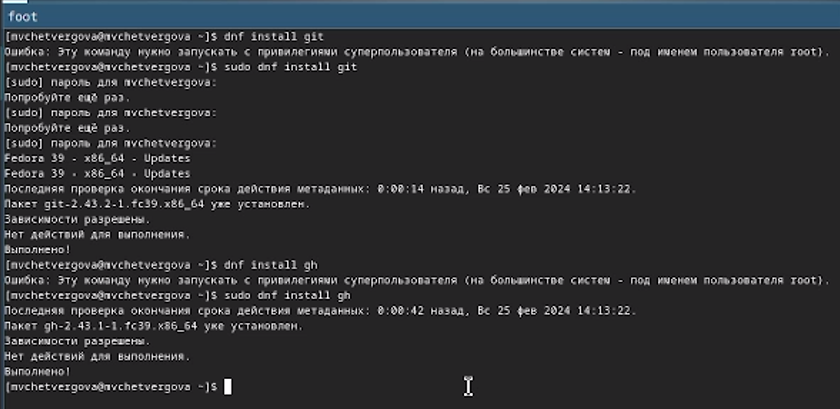 foot
[mvchetvergova@mvchetvergova ~]$ dnf install git
Ошибка: Эту команду нужно запускать с привилегиями суперпользователя (на большинстве систем - под именем пользователя root).
[mvchetvergova@mvchetvergova ~]$ sudo dnf install git
[sudo] пароль для mvchetvergova:
Попробуйте ещё раз.
[sudo] пароль для mvchetvergova:
Попробуйте ещё раз.
[sudo] пароль для mvchetvergova:
Fedora 39 - x86_64 - Updates
Fedora 39 - x86_64 - Updates
Последняя проверка окончания срока действия метаданных: 0:00:14 назад, Вс 25 фев 2024 14:13:22.
Пакет git-2.43.2-1.fc39.x86_64 уже установлен.
Зависимости разрешены.
Нет действий для выполнения.
Выполнено!
[mvchetvergova@mvchetvergova ~]$ dnf install gh
Ошибка: Эту команду нужно запускать с привилегиями суперпользователя (на большинстве систем - под именем пользователя root).
[mvchetvergova@mvchetvergova ~]$ sudo dnf install gh
Последняя проверка окончания срока действия метаданных: 0:00:42 назад, Вс 25 фев 2024 14:13:22.
Пакет gh-2.43.1-1.fc39.x86_64 уже установлен.
Зависимости разрешены.
Нет действий для выполнения.
Выполнено!
[mvchetvergova@mvchetvergova ~]$